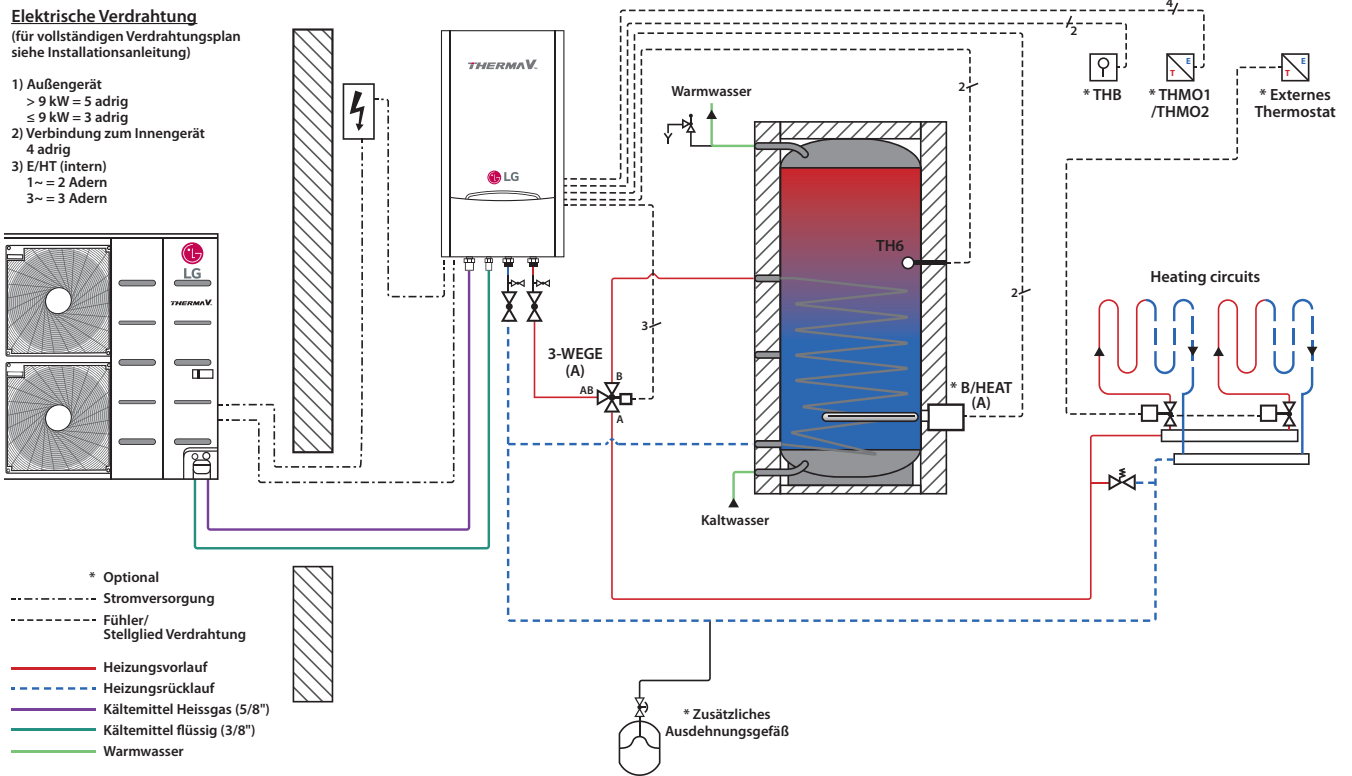 Elektrische Verdrahtung
(für vollständigen Verdrahtungsplan
siehe Installationsanleitung)
1) Außengerät
> 9 kW = 5 adrig
≤ 9 kW = 3 adrig
2) Verbindung zum Innengerät
4 adrig
3) E/HT (intern)
1~ = 2 Adern
3~ = 3 Adern
THERMAV.
LG
LG
THERMAV.
4
2
2
2
3
* THB
T E
* THMO1
/THMO2
T E
* Externes
Thermostat
Warmwasser
TH6
3-WEGE
(A)
B
AB
A
* B/HEAT
(A)
Kaltwasser
Heating circuits
* Optional
Stromversorgung
Fühler/
Stellglied Verdrahtung
Heizungsvorlauf
Heizungsrücklauf
Kältemittel Heissgas (5/8")
Kältemittel flüssig (3/8")
Warmwasser
* Zusätzliches
Ausdehnungsgefäß